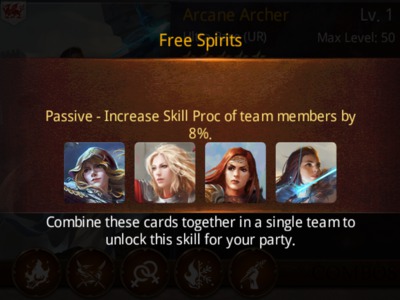 Arcane Archer
Lv. 1
(UR)
Max Level: 50
Free Spirits
Passive - Increase Skill Proc of team members by
8%.
Combine these cards together in a single team to
unlock this skill for your party.